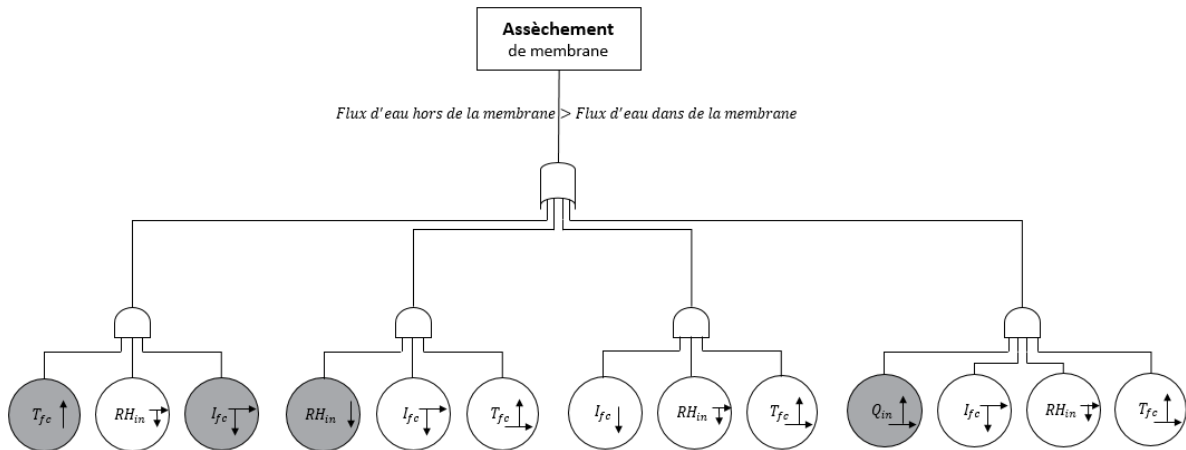 Assèchement
de membrane
Flux d'eau hors de la membrane > Flux d'eau dans de la membrane
T_fc ↑ RH_in I_fc RH_in ↓ I_fc T_fc I_fc ↓ RH_in T_fc Q_in I_fc RH_in T_fc